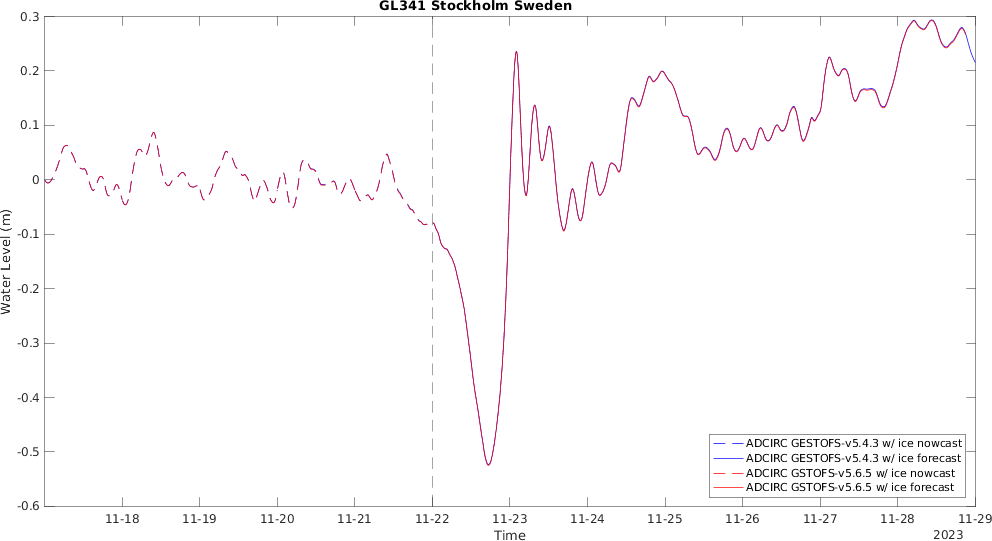 GL341 Stockholm Sweden
Water Level (m)
0.3
0.2
0.1
0
-0.1
-0.2
-0.3
-0.4
-0.5
-0.6
ADCIRC GESTOFS-v5.4.3 w/ ice nowcast
ADCIRC GESTOFS-v5.4.3 w/ ice forecast
ADCIRC GSTOFS-v5.6.5 w/ ice nowcast
ADCIRC GSTOFS-v5.6.5 w/ ice forecast
11-18 11-19 11-20 11-21 11-22 11-23 11-24 11-25 11-26 11-27 11-28 11-29
Time
2023